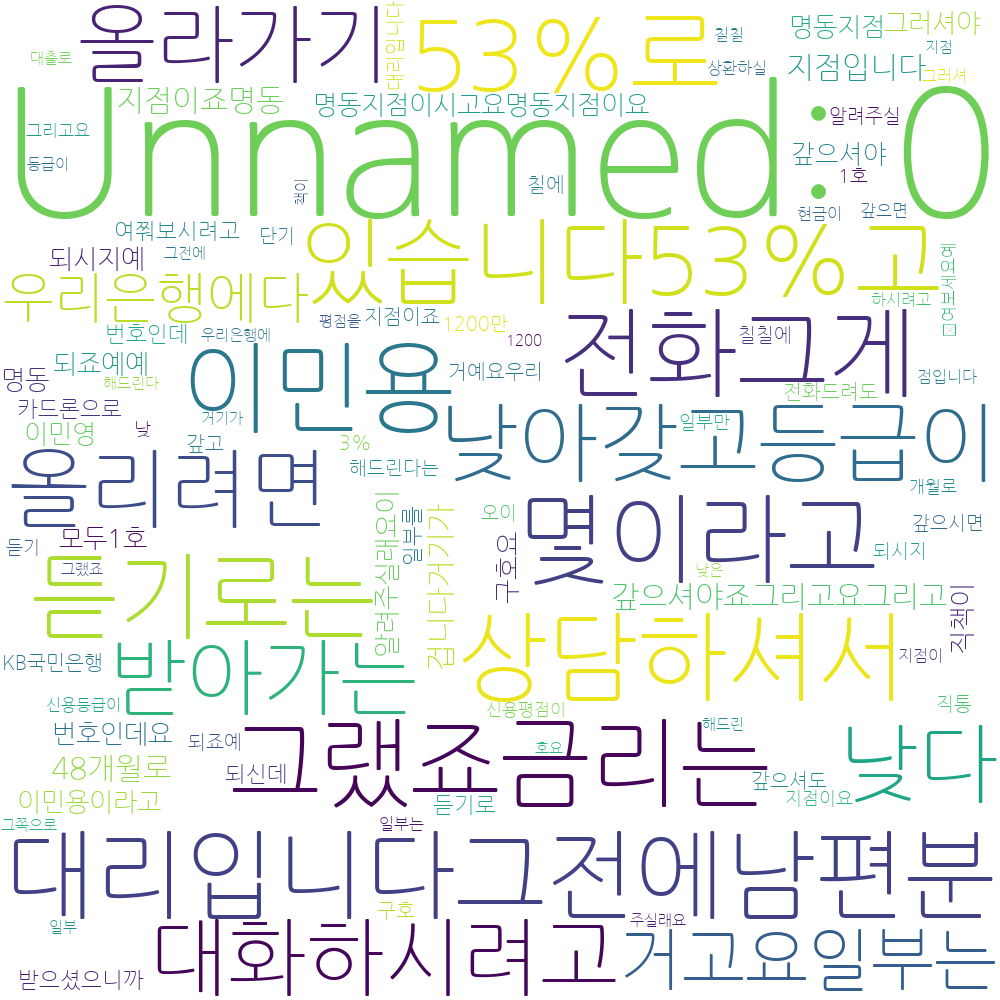 올라가기
대리입니다
53%로
칠칠
명동지점
그러셔야
대출로
상환하실
지점입니다
지점
그러셔
지점이죠명동
명동지점이시고요명동지점이요
Unnamed: 0
알려주실
그리고요
등급이
책이
칠에
갚으셔야
1호
현금이
갚으면
여쭤보시려고
단기
되시지예
그전에
있습니다53%고
우리은행에다
하시려고
평점을
지점이죠
1200만
전화그게
번호인데
우리은행에
이민용
1200
칠칠에
되죠예예
거예요우리
명동
해드린다
전화드려도
점입니다
카드론으로
거기가
낮아갖고등급이
일부만
이민영
낮
갚고
3%
올리려면
해드린다는
개월로
몇이라고
듣기
모두1호
알려주실래요이
일부를
겁니다거기가
오이
구호요
갚으시면
그랬죠
되시지
듣기로는
낮은
갚으셔야죠그리고요그리고
직책이
KB국민은행
받아가는
상담하셔서
지점이
신용등급이
신용평점이
직통
번호인데요
되죠예
그랬죠금리는
해드린
낮다
호요
48개월로
되신데
갚으셔도
이민용이라고
듣기로
지점이요
그쪽으로
일부는
대리입니다그전에남편분
구호
일부
주실래요
대화하시려고
거고요일부는
받으셨으니까